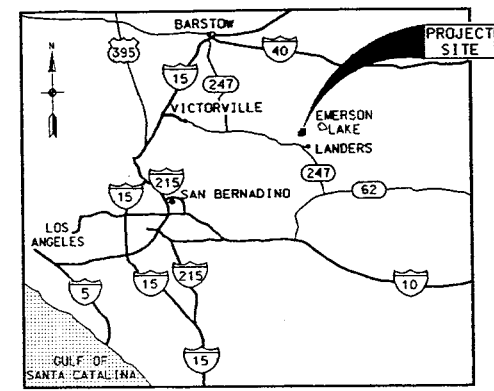 BARSTOW
PROJECT
SITE
395
40
N
15
247
VICTORVILLE
EMERSON
LAKE
LANDERS
215
247
15
SAN BERNADINO
62
LOS
ANGELES
5
15
215
10
GULF OF
SANTA CATALINA
15